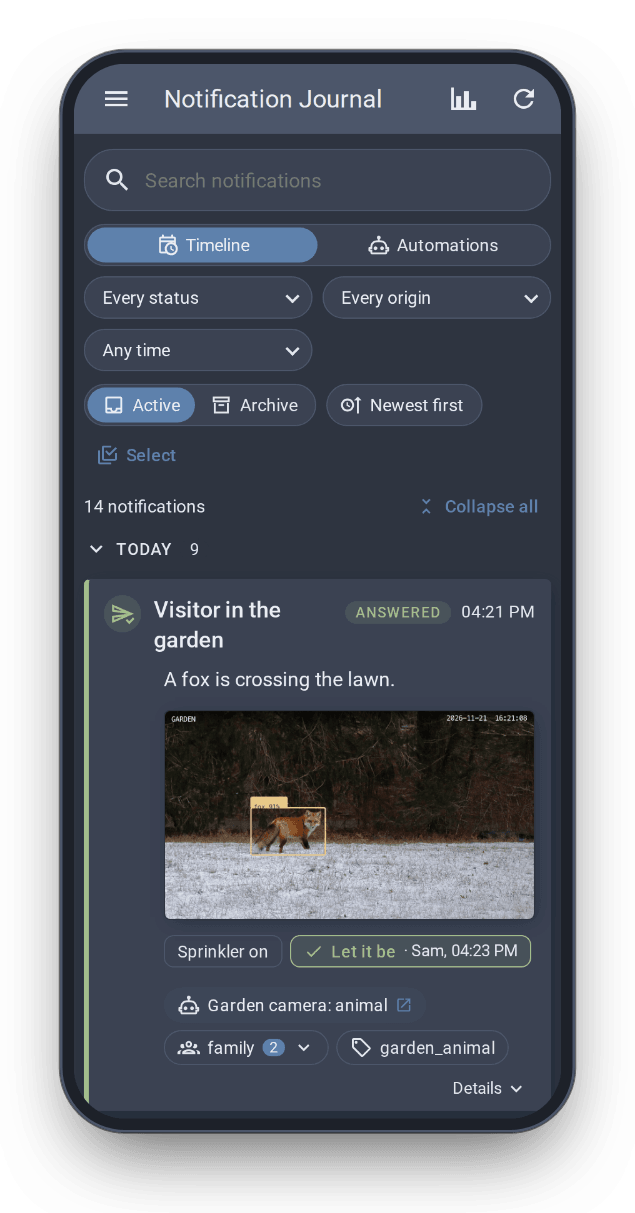 Notification Journal
Search notifications
Timeline
Automations
Every status
Every origin
Any time
Active
Archive
Newest first
Select
14 notifications
Collapse all
TODAY 9
Visitor in the
garden
ANSWERED
04:21 PM
A fox is crossing the lawn.
GARDEN
2026-11-21 16:21:08
fox 91%
Sprinkler on
Let it be · Sam, 04:23 PM
Garden camera: animal
family 2
garden_animal
Details